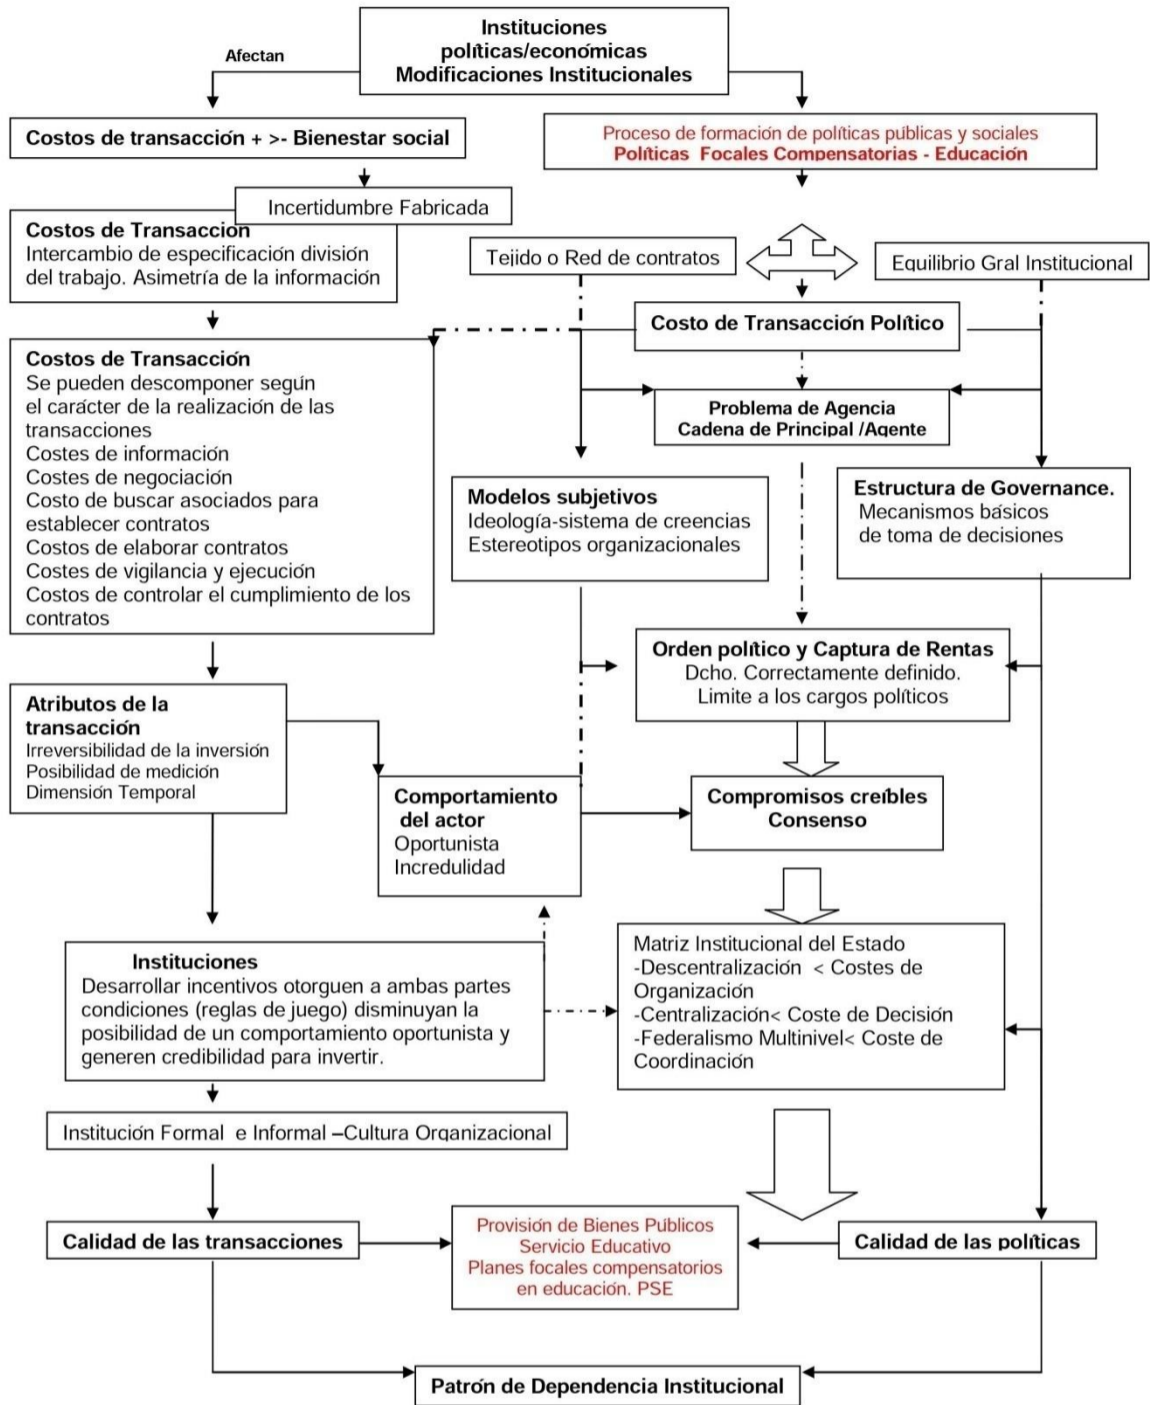 Instituciones
políticas/económicas
Modificaciones Institucionales
Afectan
Costos de transacción + >- Bienestar social
Proceso de formación de políticas públicas y sociales
Políticas Focales Compensatorias - Educación
Incertidumbre Fabricada
Costos de Transacción
Intercambio de especificación división
del trabajo. Asimetría de la información
Tejido o Red de contratos
Equilibrio Gral Institucional
Costo de Transacción Político
Costos de Transacción
Se pueden descomponer según
el carácter de la realización de las
transacciones
Costes de información
Costes de negociación
Costo de buscar asociados para
establecer contratos
Costos de elaborar contratos
Costes de vigilancia y ejecución
Costos de controlar el cumplimiento de los
contratos
Problema de Agencia
Cadena de Principal /Agente
Modelos subjetivos
Ideología-sistema de creencias
Estereotipos organizacionales
Estructura de Governance.
Mecanismos básicos
de toma de decisiones
Orden político y Captura de Rentas
Dcho. Correctamente definido.
Limite a los cargos políticos
Atributos de la
transacción
Irreversibilidad de la inversión
Posibilidad de medición
Dimensión Temporal
Comportamiento
del actor
Oportunista
Incredulidad
Compromisos creíbles
Consenso
Instituciones
Desarrollar incentivos otorguen a ambas partes
condiciones (reglas de juego) disminuyan la
posibilidad de un comportamiento oportunista y
generen credibilidad para invertir.
Matriz Institucional del Estado
-Descentralización < Costes de
Organización
-Centralización< Coste de Decisión
-Federalismo Multinivel< Coste de
Coordinación
Institución Formal e Informal –Cultura Organizacional
Calidad de las transacciones
Provisión de Bienes Públicos
Servicio Educativo
Planes focales compensatorios
en educación. PSE
Calidad de las políticas
Patrón de Dependencia Institucional